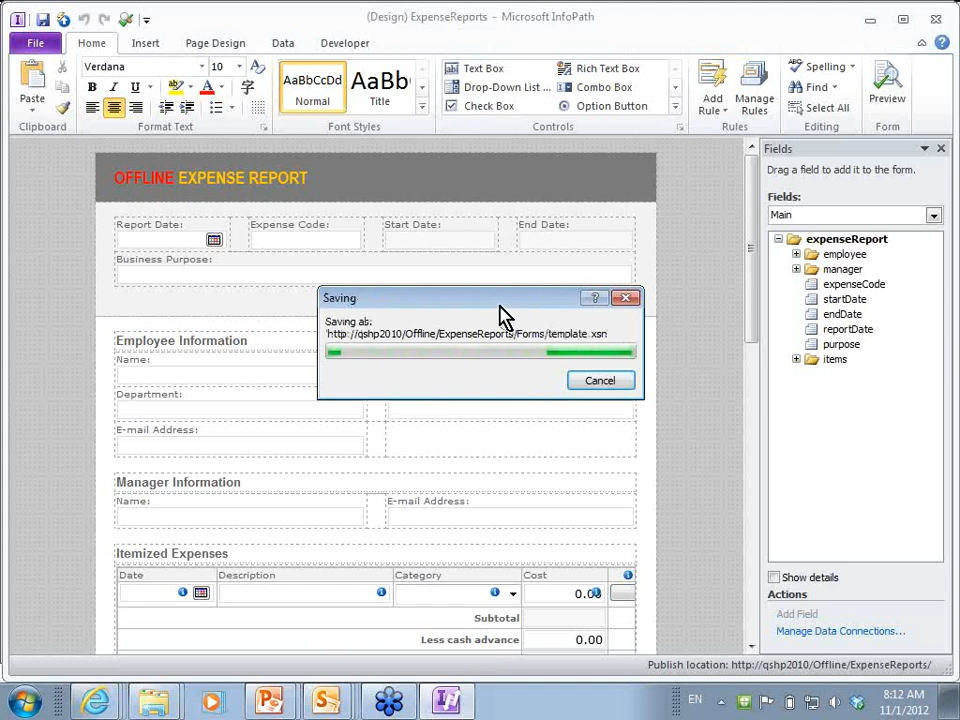 (Design) ExpenseReports - Microsoft InfoPath
File Home Insert Page Design Data Developer
Paste
Clipboard
Verdana 10
B I U
Format Text
AaBbCcDd
Normal
AaBb
Title
Font Styles
Text Box
Drop-Down List ...
Check Box
Rich Text Box
Combo Box
Option Button
Controls
Add Rule
Manage Rules
Rules
Spelling
Find
Select All
Editing
Preview
Form
OFFLINE EXPENSE REPORT
Report Date: Expense Code: Start Date: End Date:
Business Purpose:
Saving
Saving ab:
'http://qshp2010/Offline/ExpenseReports/Forms/template.xsn'
Cancel
Employee Information
Name:
Department:
E-mail Address:
Manager Information
Name: E-mail Address:
Itemized Expenses
Date Description Category Cost
0.00
Subtotal
Less cash advance 0.00
Fields
Drag a field to add it to the form.
Fields:
Main
expenseReport
employee
manager
expenseCode
startDate
endDate
reportDate
purpose
items
Show details
Actions
Add Field
Manage Data Connections...
Publish location: http://qshp2010/Offline/ExpenseReports/
EN
8:12 AM
11/1/2012